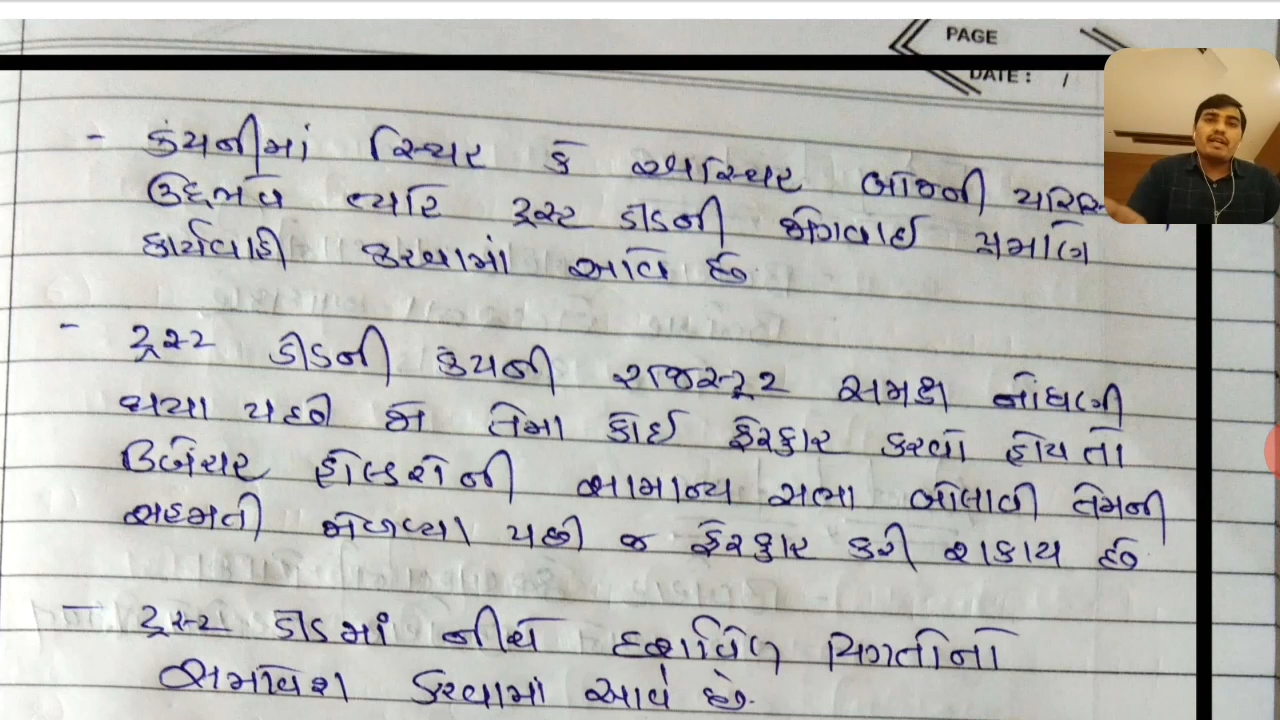 PAGE
DATE : /
- કંપનીમાં સ્થિર કે અસ્થિર બોજની
ઉદ્દભવે ત્યારે ટ્રસ્ટ ડીડની જોગવાઇ પ્રમાણે
કાર્યવાહી કરવામાં આવે છે
- ટ્રસ્ટ ડીડની કંપની રજીસ્ટ્રાર સમક્ષ નોંધણી
થયા પછી જો તેમા કોઇ ફેરફાર કરવો હોય તો
ડિબેંચર હોલ્ડરોની સામાન્ય સભા બોલાવી તેમની
સહમતી મેળવ્યા પછી જ ફેરફાર કરી શકાય છે
- ટ્રસ્ટ ડીડમાં નીચે દર્શાવેલ વિગતોનો
સમાવેશ કરવામાં આવે છે.